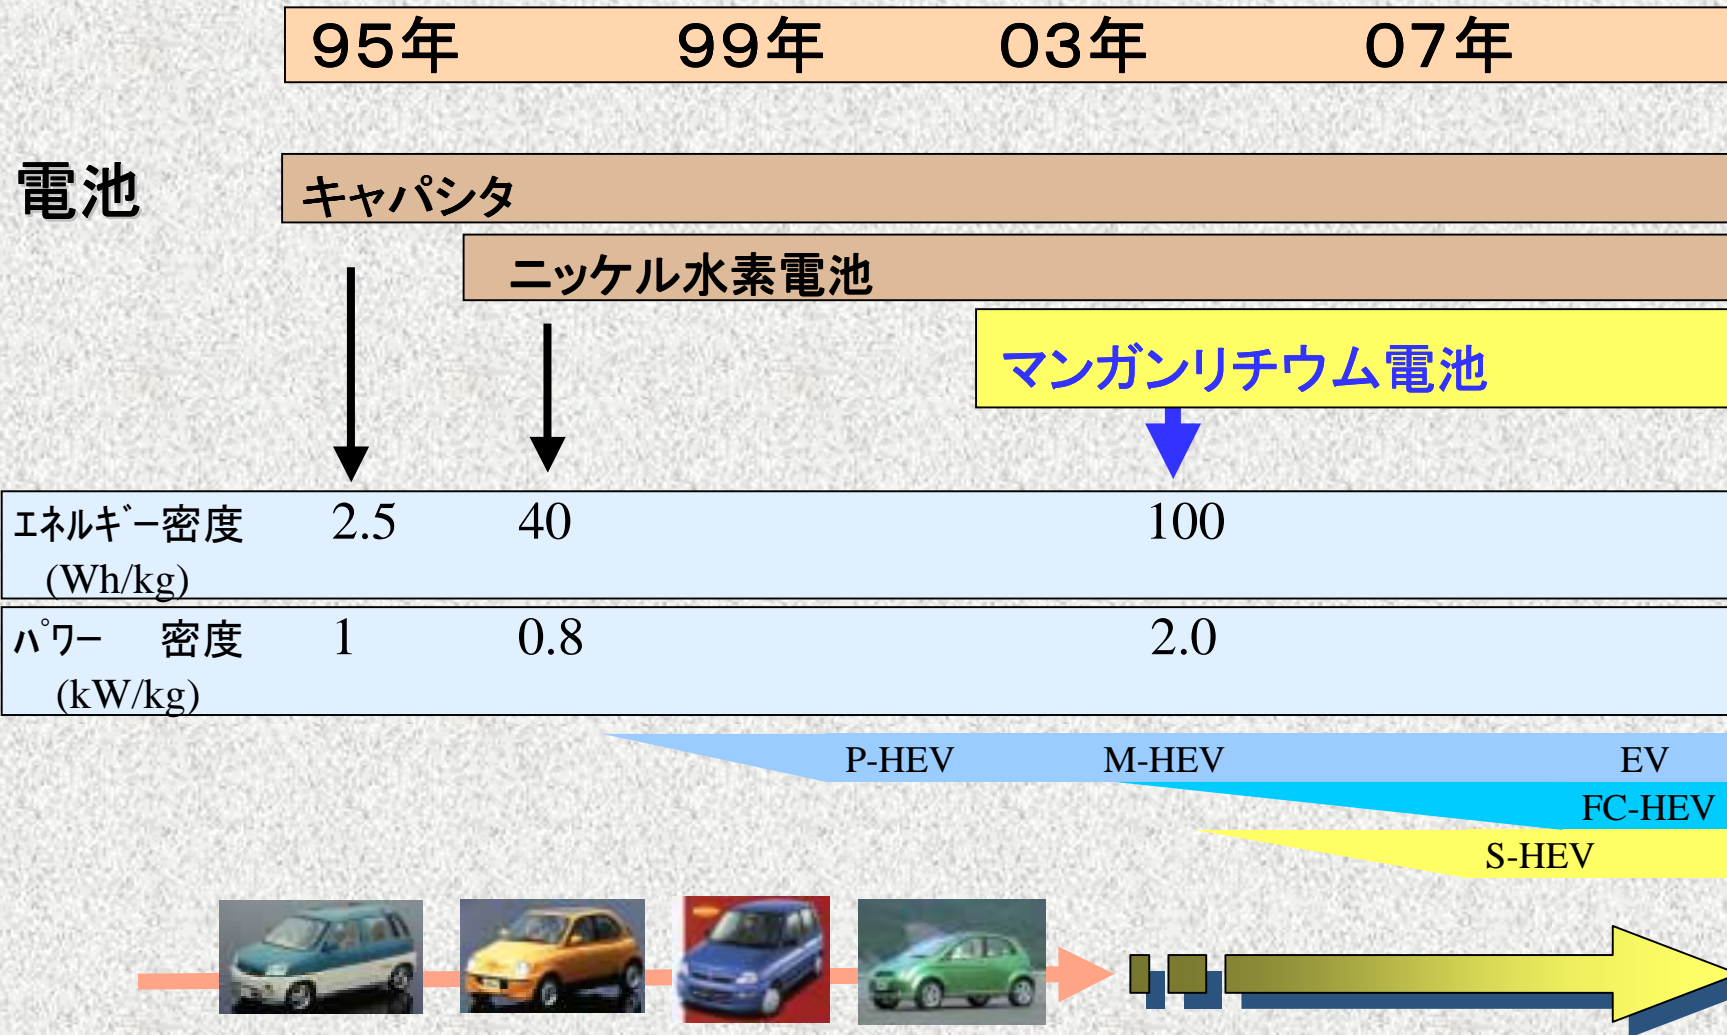 95年 99年 03年 07年
電池
キャパシタ
ニッケル水素電池
マンガンリチウム電池
ｴﾈﾙｷﾞｰ密度 2.5 40 100
(Wh/kg)
ﾊﾟﾜｰ 密度 1 0.8 2.0
(kW/kg)
P-HEV M-HEV EV
FC-HEV
S-HEV